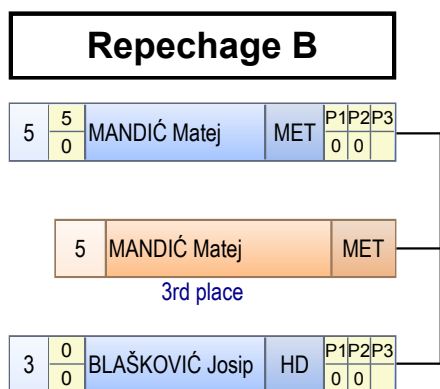 Repechage B
5 5 0 MANDIĆ Matej MET P1 P2 P3 0 0
5 MANDIĆ Matej MET
3rd place
3 0 0 BLAŠKOVIĆ Josip HD P1 P2 P3 0 0